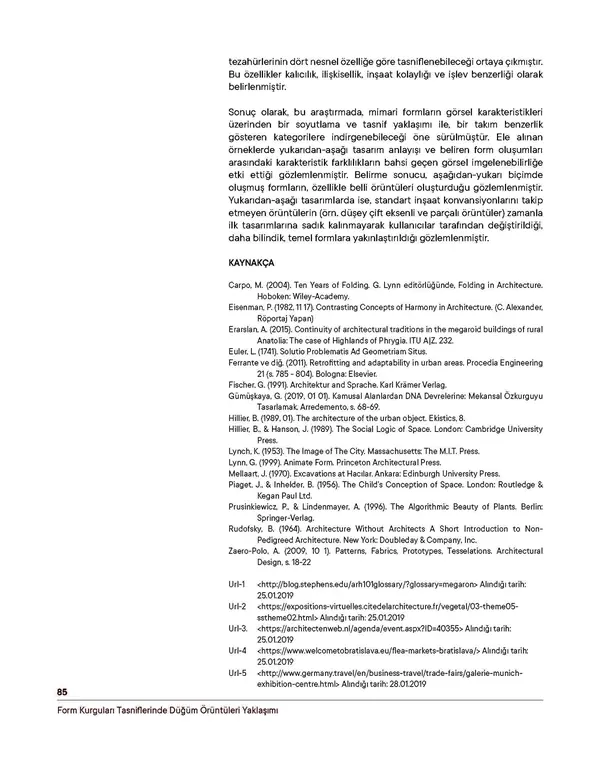 tezahürlerinin dört nesnel özelliğe göre tasniflenebileceği ortaya çıkmıştır.
Bu özellikler kalıcılık, ilişkisellik, inşaat kolaylığı ve işlev benzerliği olarak
belirlenmiştir.
Sonuç olarak, bu araştırmada, mimari formların görsel karakteristikleri
üzerinden bir soyutlama ve tasnif yaklaşımı ile, bir takım benzerlik
gösteren kategorilere indirgenebileceği öne sürülmüştür. Ele alınan
örneklerde yukarıdan-aşağı tasarım anlayışı ve beliren form oluşumları
arasındaki karakteristik farklılıkların bahsi geçen görsel imgelenebilirliğe
etki ettiği gözlemlenmiştir. Belirme sonucu, aşağıdan-yukarı biçimde
oluşmuş formların, özellikle belli örüntüleri oluşturduğu gözlemlenmiştir.
Yukarıdan-aşağı tasarımlarda ise, standart inşaat konvansiyonlarını takip
etmeyen örüntülerin (örn. düşey çift eksenli ve parçalı örüntüler) zamanla
ilk tasarımlarına sadık kalınmayarak kullanıcılar tarafından değiştirildiği,
daha bilindik, temel formlara yakınlaştırıldığı gözlemlenmiştir.
KAYNAKÇA
Carpo, M. (2004). Ten Years of Folding. G. Lynn editörlüğünde, Folding in Architecture.
Hoboken: Wiley-Academy.
Eisenman, P. (1982, 11 17). Contrasting Concepts of Harmony in Architecture. (C. Alexander,
Röportaj Yapan)
Erarslan, A. (2015). Continuity of architectural traditions in the megaroid buildings of rural
Anatolia: The case of Highlands of Phrygia. ITU A|Z, 232.
Euler, L. (1741). Solutio Problematis Ad Geometriam Situs.
Ferrante ve diğ. (2011). Retrofitting and adaptability in urban areas. Procedia Engineering
21 (s. 785 - 804). Bologna: Elsevier.
Fischer, G. (1991). Architektur und Sprache. Karl Krämer Verlag.
Gümüşkaya, G. (2019, 01 01). Kamusal Alanlardan DNA Devrelerine: Mekansal Özkurguyu
Tasarlamak. Arredemento, s. 68-69.
Hillier, B. (1989, 01). The architecture of the urban object. Ekistics, 8.
Hillier, B., & Hanson, J. (1989). The Social Logic of Space. London: Cambridge University
Press.
Lynch, K. (1953). The Image of The City. Massachusetts: The M.I.T. Press.
Lynn, G. (1999). Animate Form. Princeton Architectural Press.
Mellaart, J. (1970). Excavations at Hacılar. Ankara: Edinburgh University Press.
Piaget, J., & Inhelder, B. (1956). The Child's Conception of Space. London: Routledge &
Kegan Paul Ltd.
Prusinkiewicz, P., & Lindenmayer, A. (1996). The Algorithmic Beauty of Plants. Berlin:
Springer-Verlag.
Rudofsky, B. (1964). Architecture Without Architects A Short Introduction to Non-
Pedigreed Architecture. New York: Doubleday & Company, Inc.
Zaero-Polo, A. (2009, 10 1). Patterns, Fabrics, Prototypes, Tesselations. Architectural
Design, s. 18-22
Url-1 <http://blog.stephens.edu/arh101glossary/?glossary=megaron> Alındığı tarih:
25.01.2019
Url-2 <https://expositions-virtuelles.citedelarchitecture.fr/vegetal/03-theme05-
sstheme02.html> Alındığı tarih: 25.01.2019
Url-3. <https://architectenweb.nl/agenda/event.aspx?ID=40355> Alındığı tarih:
25.01.2019
Url-4 <https://www.welcometobratislava.eu/flea-markets-bratislava/> Alındığı tarih:
25.01.2019
Url-5 <http://www.germany.travel/en/business-travel/trade-fairs/galerie-munich-
exhibition-centre.html> Alındığı tarih: 28.01.2019
85
Form Kurguları Tasniflerinde Düğüm Örüntüleri Yaklaşımı